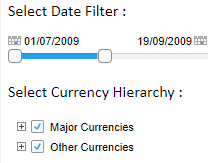 Select Date Filter :
01/07/2009 19/09/2009
Select Currency Hierarchy :
Major Currencies
Other Currencies